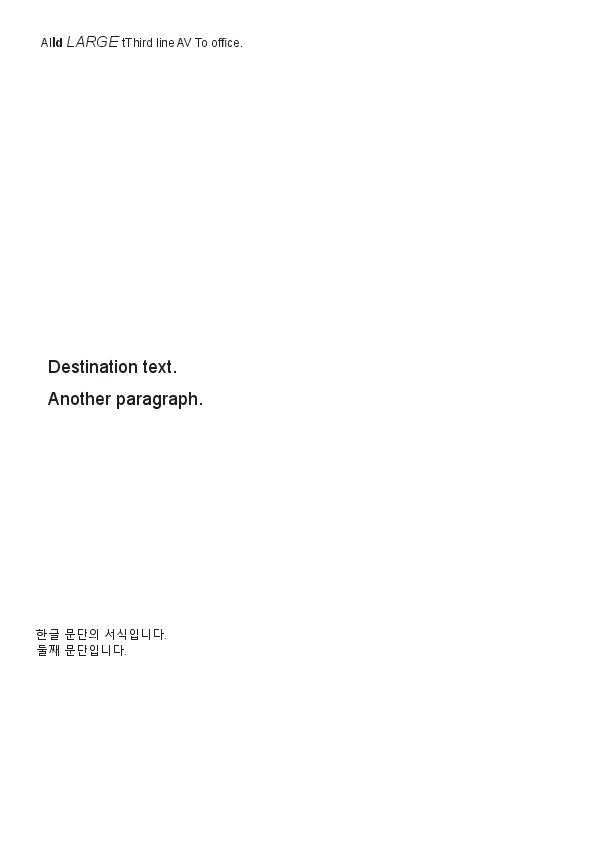 Alld LARGE tThird line AV To office.
Destination text.
Another paragraph.
한글 문단의 서식입니다.
둘째 문단입니다.